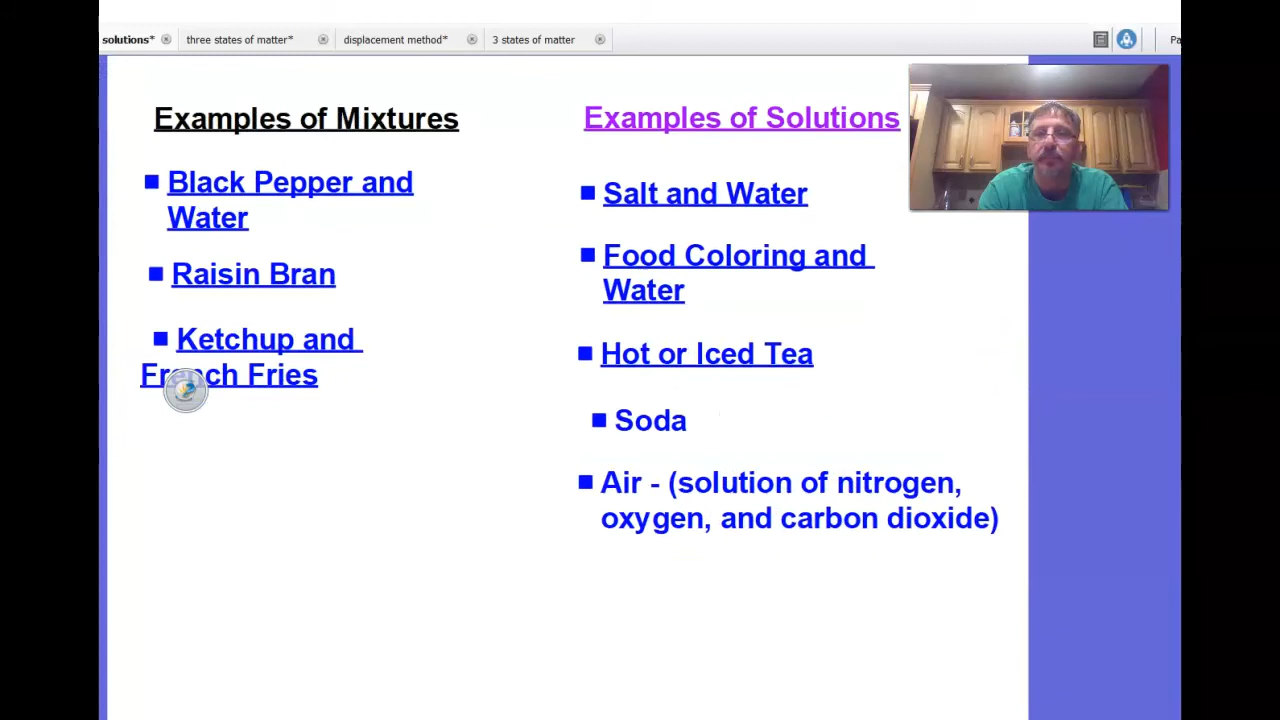 solutions* three states of matter* displacement method* 3 states of matter Pa
Examples of Mixtures
Black Pepper and
Water
Raisin Bran
Ketchup and
French Fries
Examples of Solutions
Salt and Water
Food Coloring and
Water
Hot or Iced Tea
Soda
Air - (solution of nitrogen,
oxygen, and carbon dioxide)